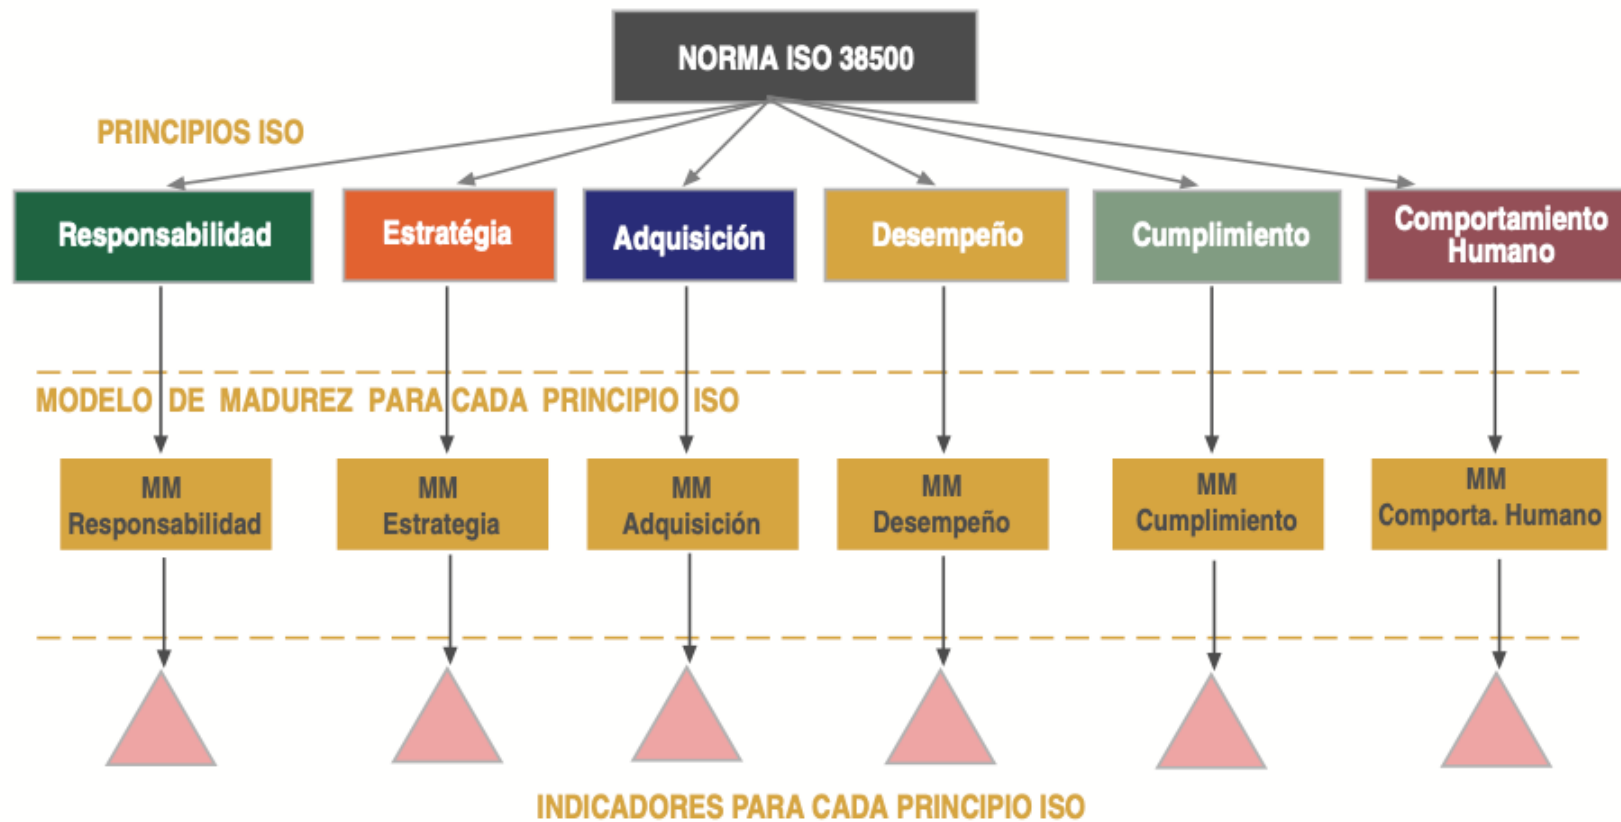 NORMA ISO 38500
PRINCIPIOS ISO
Responsabilidad
Estratégia
Adquisición
Desempeño
Cumplimiento
Comportamiento
Humano
MODELO DE MADUREZ PARA CADA PRINCIPIO ISO
MM
Responsabilidad
MM
Estrategia
MM
Adquisición
MM
Desempeño
MM
Cumplimiento
MM
Comporta. Humano
INDICADORES PARA CADA PRINCIPIO ISO